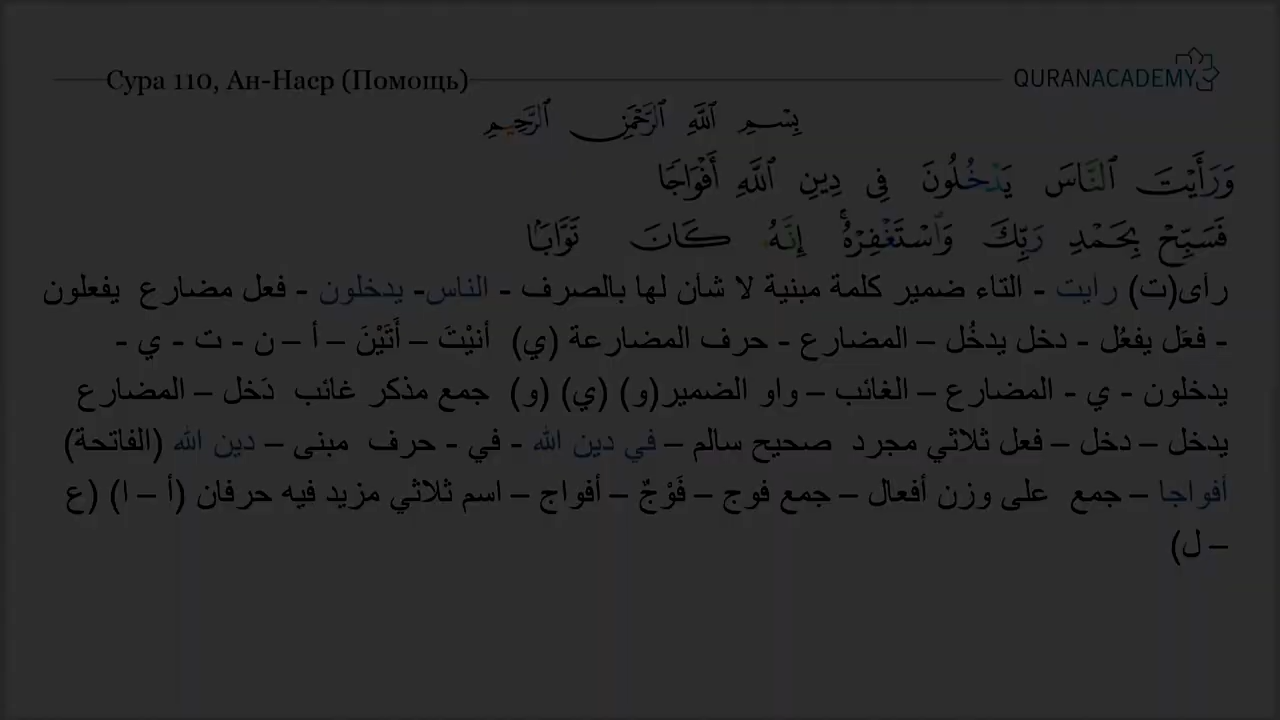 Сура 110, Ан-Наср (Помощь)
QURANACADEMY
بِسْمِ ٱللَّهِ ٱلرَّحْمَٰنِ ٱلرَّحِيمِ
وَرَأَيْتَ ٱلنَّاسَ يَدْخُلُونَ فِى دِينِ ٱللَّهِ أَفْوَاجًا
فَسَبِّحْ بِحَمْدِ رَبِّكَ وَٱسْتَغْفِرْهُ ۚ إِنَّهُۥ كَانَ تَوَّابًۢا
رأى(ت) رايت - التاء ضمير كلمة مبنية لا شأن لها بالصرف - الناس- يدخلون - فعل مضارع يفعلون
- فعَل يفعُل - دخل يدخُل – المضارع - حرف المضارعة (ي) أنيْتَ – أَتَيْنَ – أ – ن - ت - ي -
يدخلون - ي - المضارع – الغائب – واو الضمير(و) (ي) (و) جمع مذكر غائب دَخل – المضارع
يدخل – دخل – فعل ثلاثي مجرد صحيح سالم – في دين الله - في - حرف مبنى – دين الله (الفاتحة)
أفواجا – جمع على وزن أفعال – جمع فوج – فَوْجٌ – أفواج – اسم ثلاثي مزيد فيه حرفان (أ – ا) (ع
– ل)